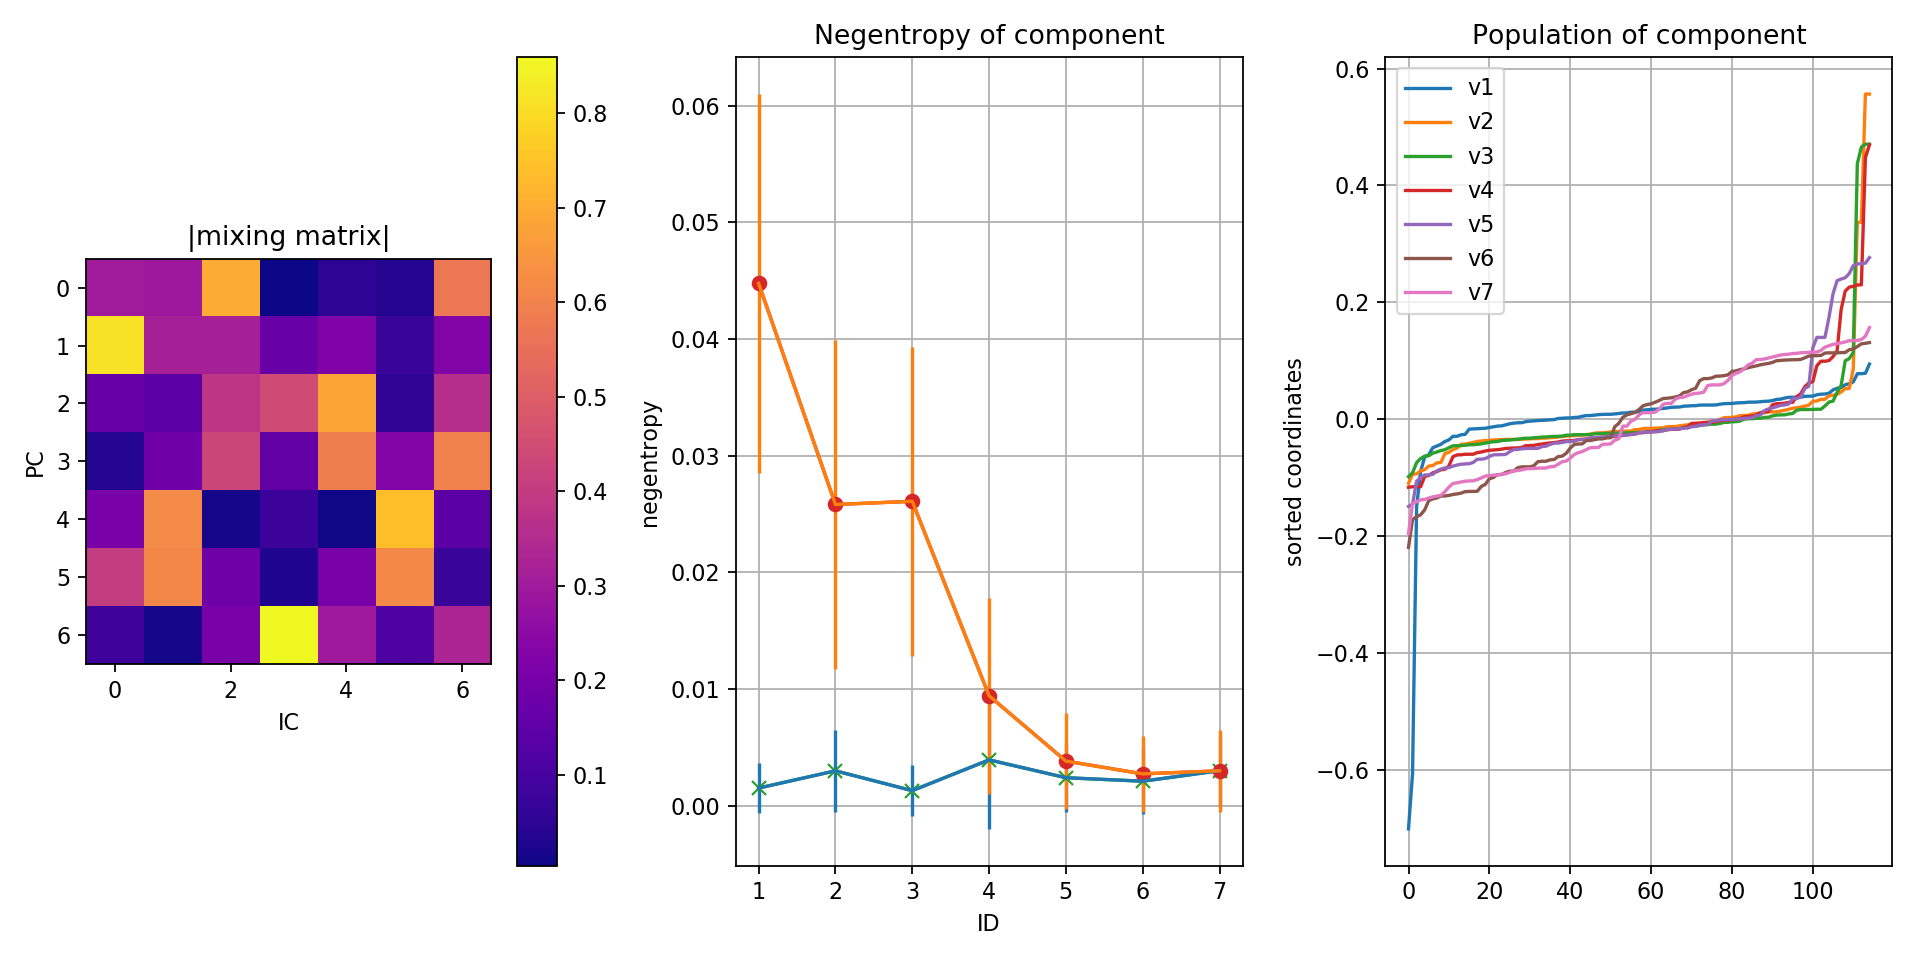 |mixing matrix|
PC
0
1
2
3
4
5
6
0 2 4 6
IC
0.8
0.7
0.6
0.5
0.4
0.3
0.2
0.1
Negentropy of component
negentropy
0.06
0.05
0.04
0.03
0.02
0.01
0.00
1 2 3 4 5 6 7
ID
Population of component
sorted coordinates
0.6
0.4
0.2
0.0
−0.2
−0.4
−0.6
v1
v2
v3
v4
v5
v6
v7
0 20 40 60 80 100